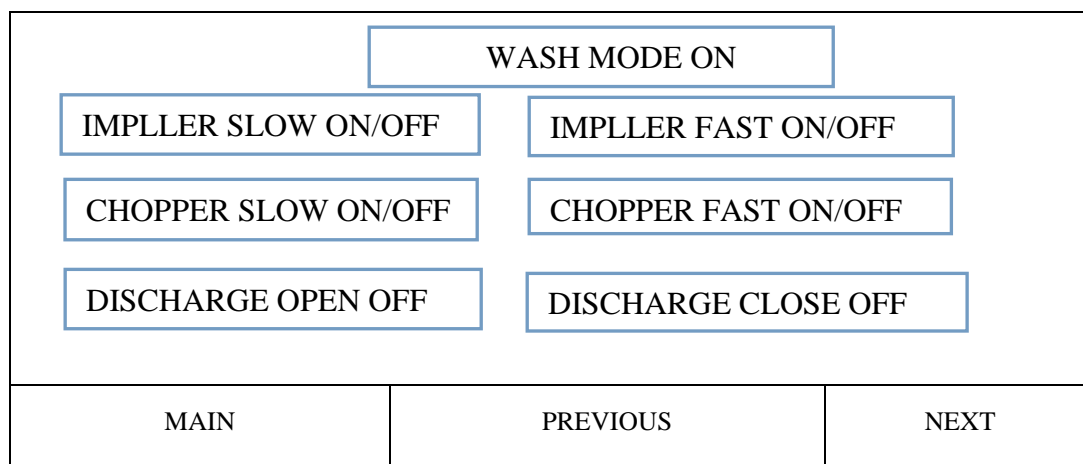 WASH MODE ON
IMPLLER SLOW ON/OFF
IMPLLER FAST ON/OFF
CHOPPER SLOW ON/OFF
CHOPPER FAST ON/OFF
DISCHARGE OPEN OFF
DISCHARGE CLOSE OFF
MAIN
PREVIOUS
NEXT